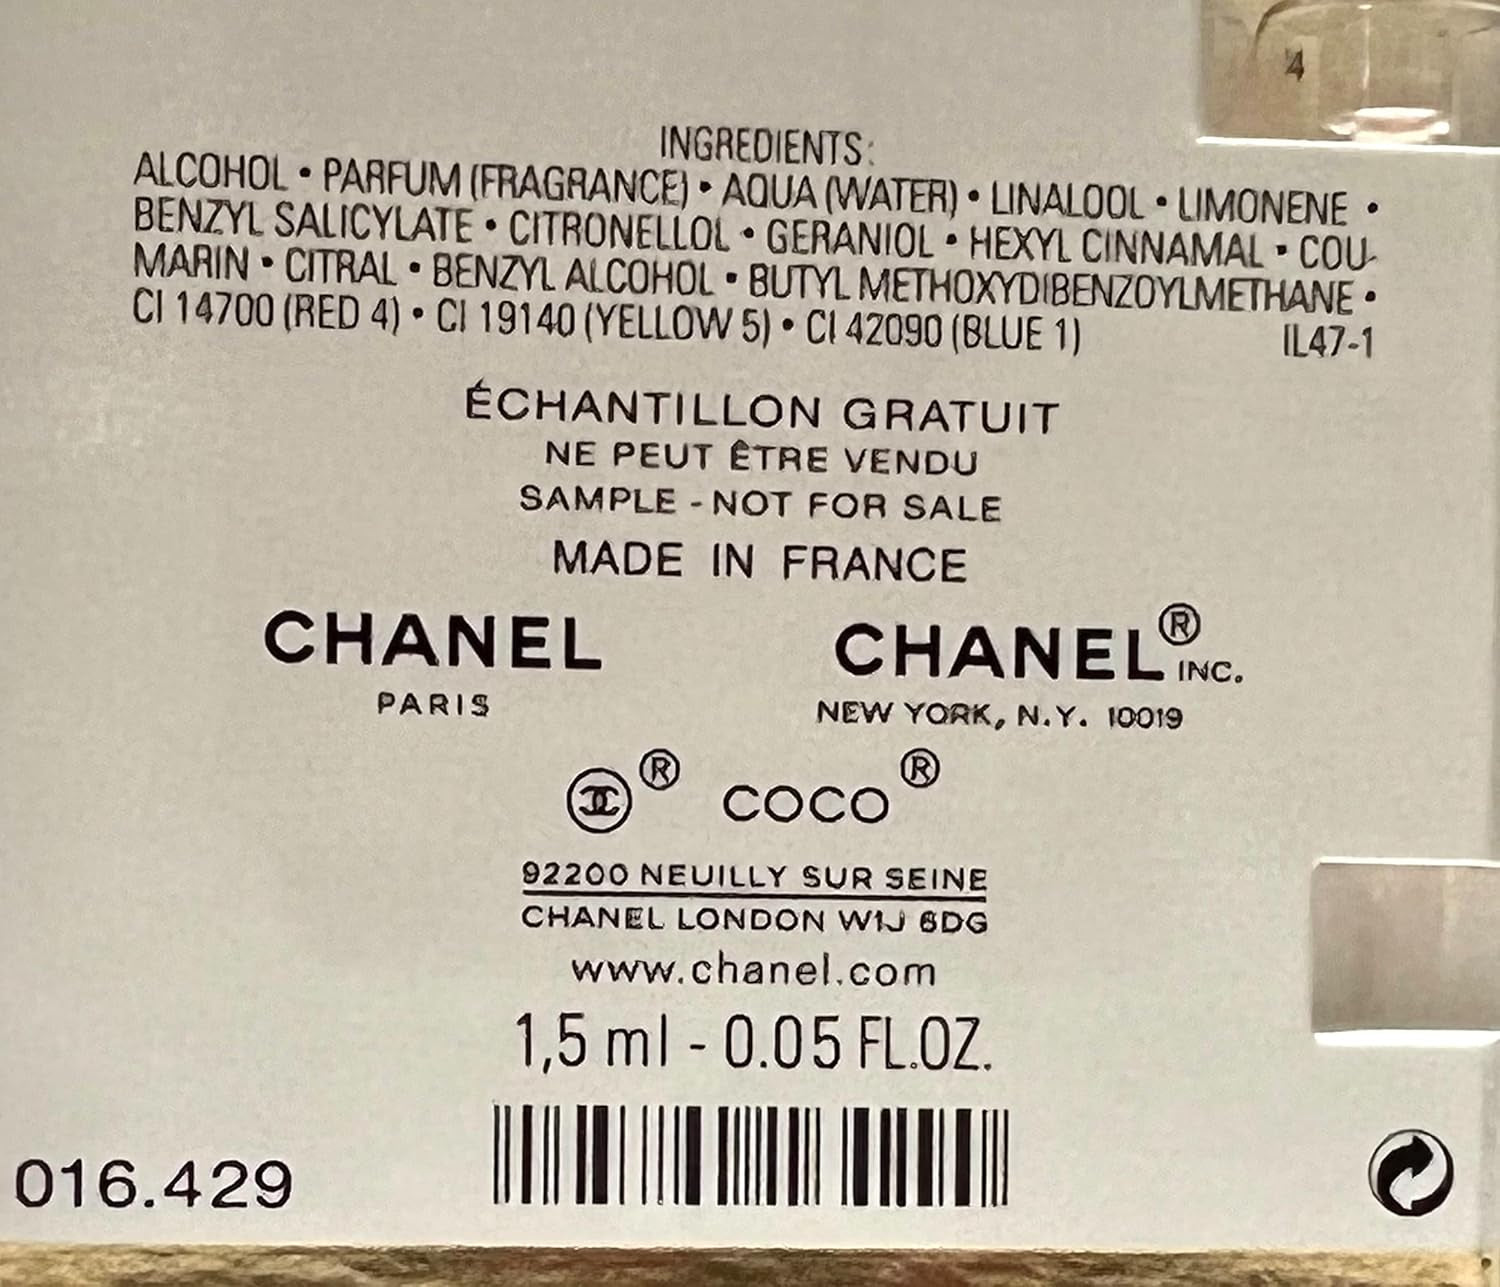 4
INGREDIENTS:
ALCOHOL • PARFUM (FRAGRANCE) • AQUA (WATER) • LINALOOL • LIMONENE •
BENZYL SALICYLATE • CITRONELLOL • GERANIOL • HEXYL CINNAMAL • COU-
MARIN • CITRAL • BENZYL ALCOHOL • BUTYL METHOXYDIBENZOYLMETHANE •
CI 14700 (RED 4) • CI 19140 (YELLOW 5) • CI 42090 (BLUE 1) IL47-1
ÉCHANTILLON GRATUIT
NE PEUT ÊTRE VENDU
SAMPLE - NOT FOR SALE
MADE IN FRANCE
CHANEL CHANEL® INC.
PARIS NEW YORK, N.Y. 10019
® COCO®
92200 NEUILLY SUR SEINE
CHANEL LONDON W1J 6DG
www.chanel.com
1,5 ml - 0.05 FL.OZ.
016.429